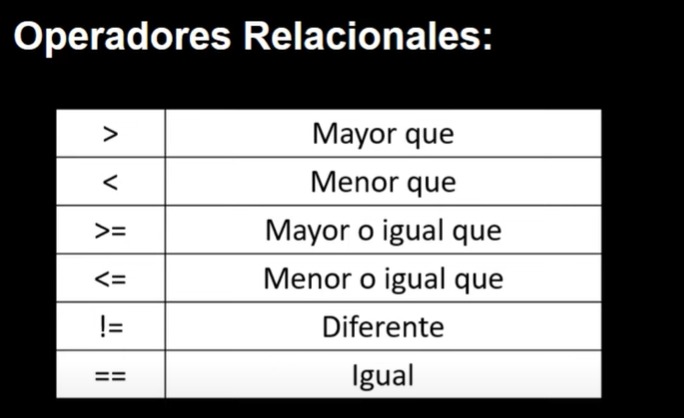 Operadores Relacionales:
> Mayor que
< Menor que
>= Mayor o igual que
<= Menor o igual que
!= Diferente
== Igual